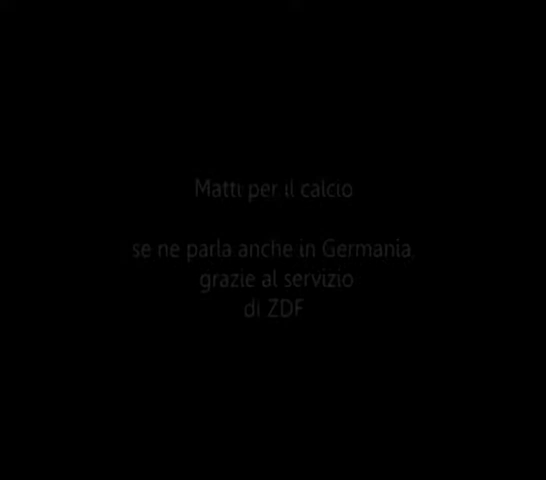 Matti per il calcio
se ne parla anche in Germania,
grazie al servizio
di ZDF